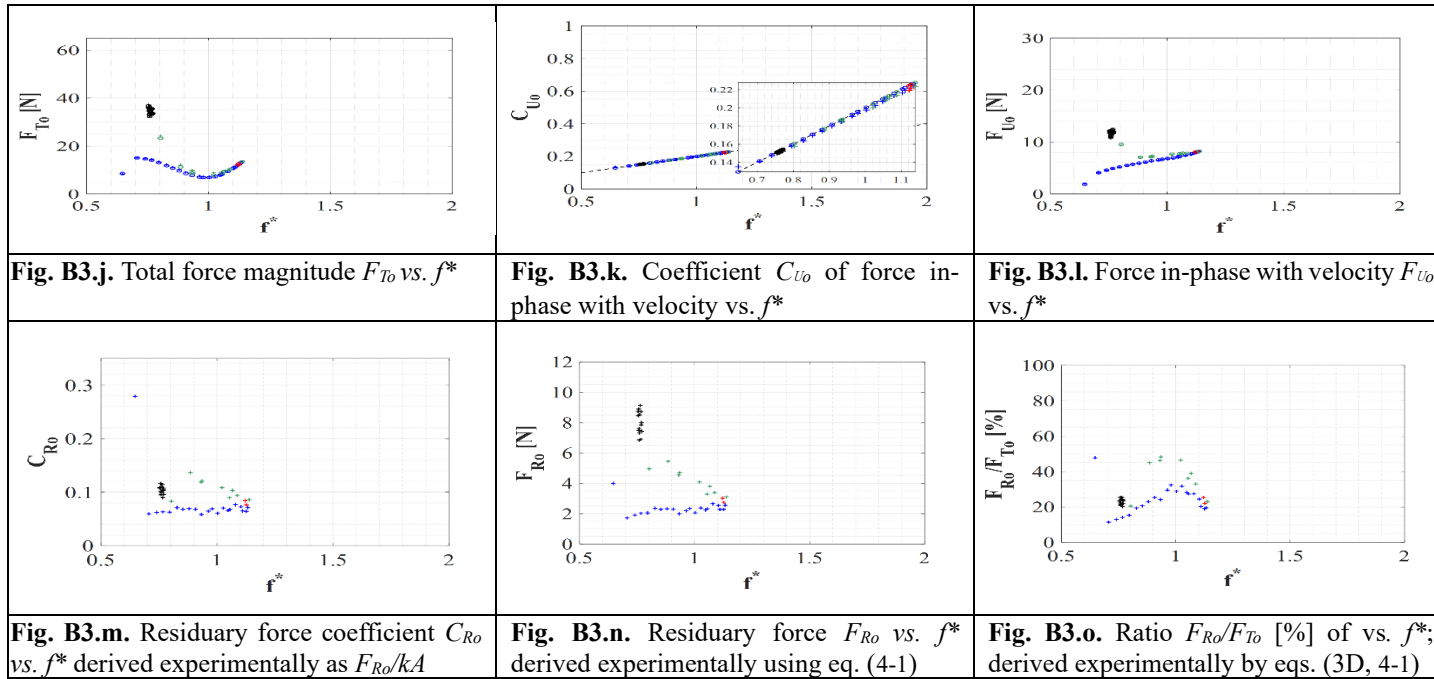 60
40
20
0
F_To [N]
0.5 1 1.5 2
f*
1
0.8
0.6
0.4
0.2
0
C_U0
0.22
0.2
0.18
0.16
0.14
0.7 0.8 0.9 1 1.1
0.5 1 1.5 2
f*
30
20
10
0
F_U0 [N]
0.5 1 1.5 2
f*
Fig. B3.j. Total force magnitude F_To vs. f*
Fig. B3.k. Coefficient C_Uo of force in-
phase with velocity vs. f*
Fig. B3.l. Force in-phase with velocity F_Uo
vs. f*
0.3
0.2
0.1
0
C_R0
0.5 1 1.5 2
f*
12
10
8
6
4
2
0
F_R0 [N]
0.5 1 1.5 2
f*
100
80
60
40
20
0
F_R0/F_T0 [%]
0.5 1 1.5 2
f*
Fig. B3.m. Residuary force coefficient C_Ro
vs. f* derived experimentally as F_Ro/kA
Fig. B3.n. Residuary force F_Ro vs. f*
derived experimentally using eq. (4-1)
Fig. B3.o. Ratio F_Ro/F_To [%] of vs. f*;
derived experimentally by eqs. (3D, 4-1)